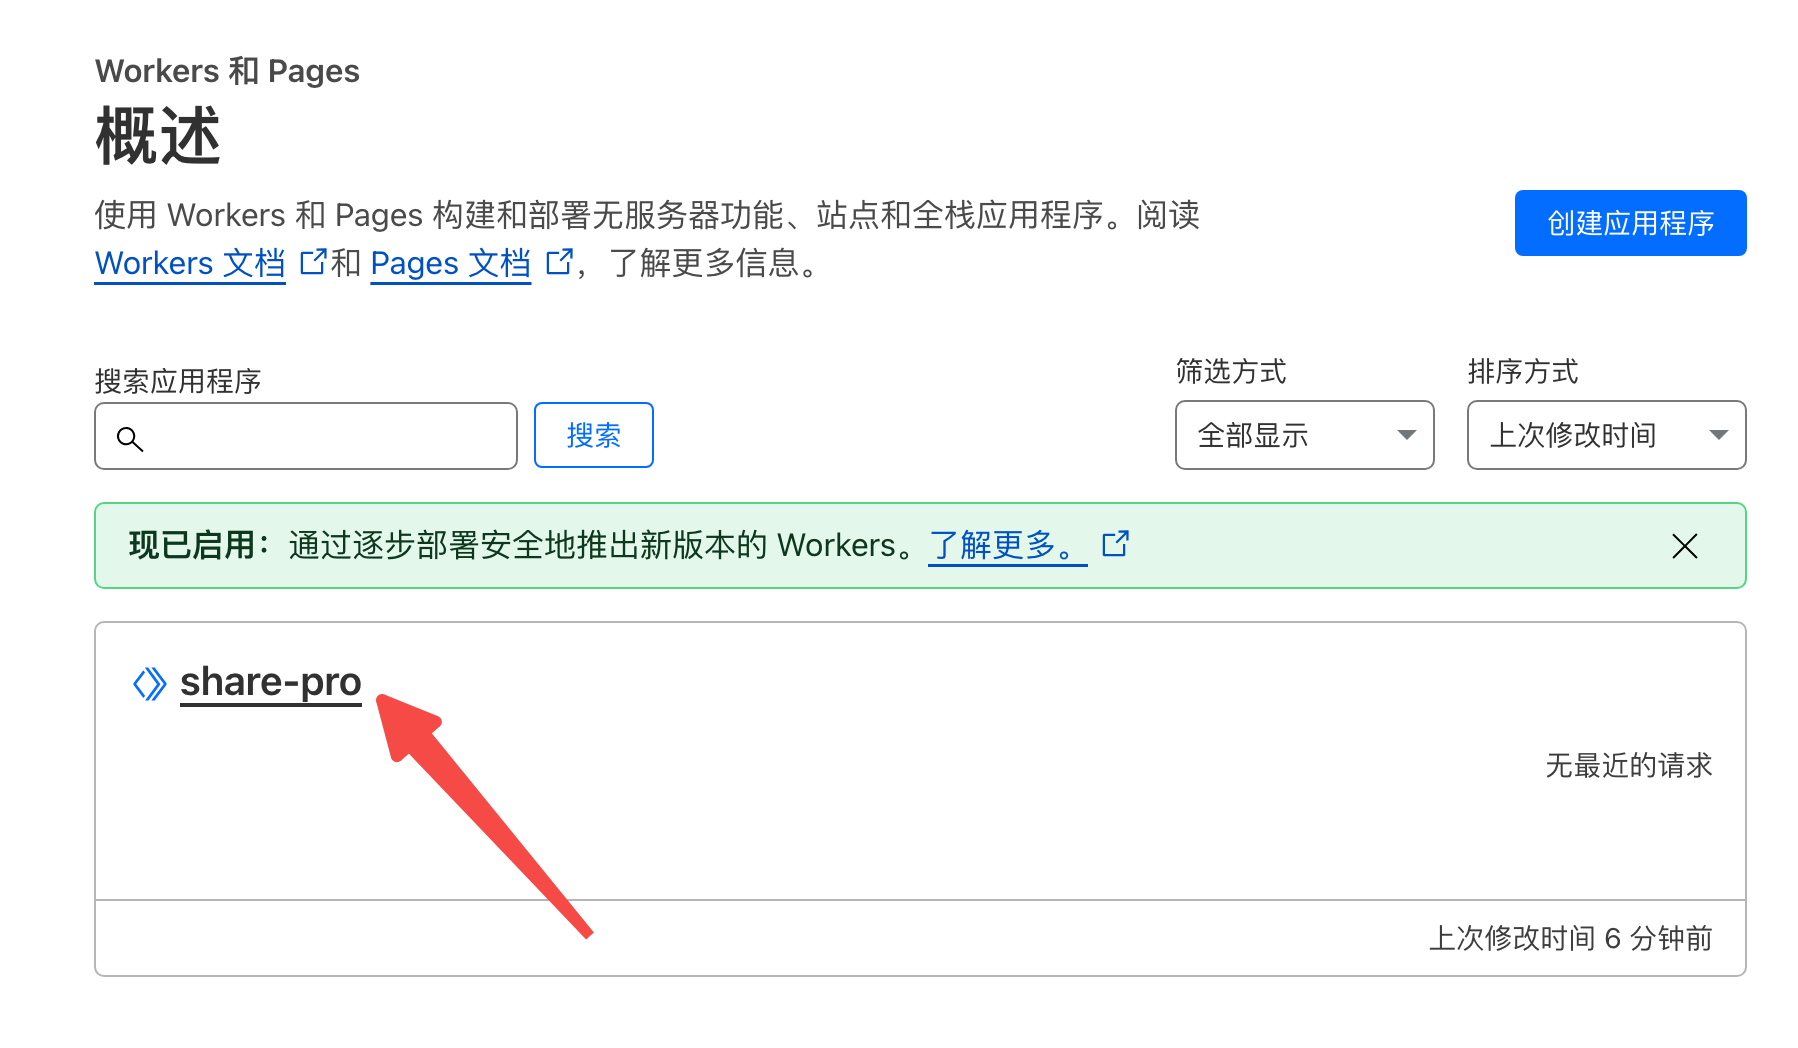 Workers 和 Pages
概述
使用 Workers 和 Pages 构建和部署无服务器功能、站点和全栈应用程序。阅读
Workers 文档 和 Pages 文档 ，了解更多信息。
创建应用程序
搜索应用程序
搜索
筛选方式
全部显示
排序方式
上次修改时间
现已启用：通过逐步部署安全地推出新版本的 Workers。了解更多。
share-pro
无最近的请求
上次修改时间 6 分钟前